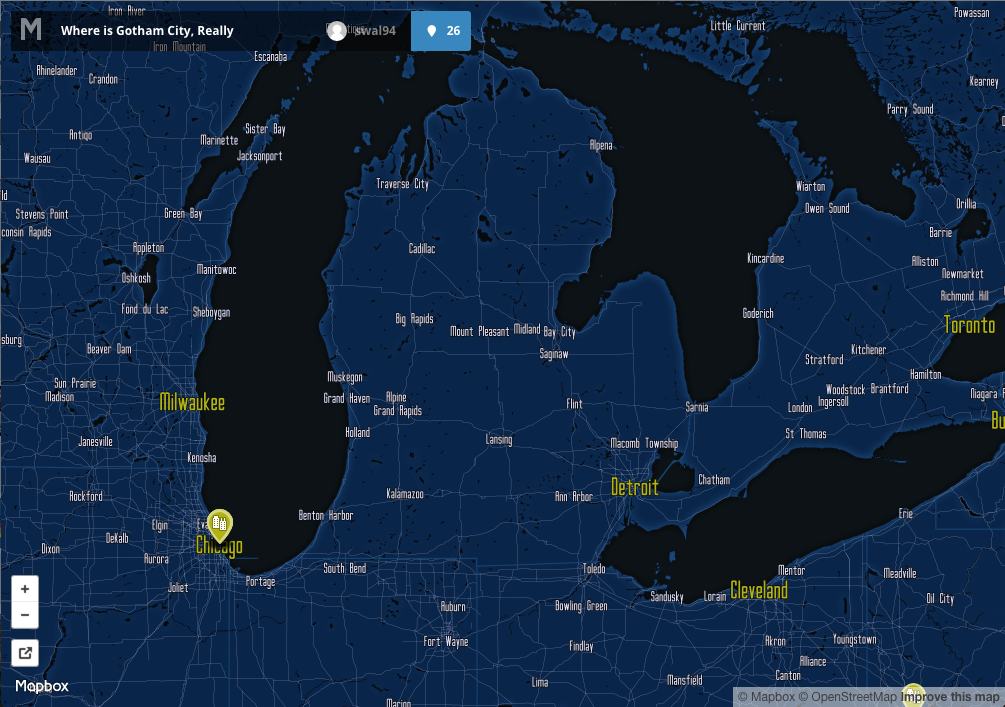 Iron River
Powassan
M
Where is Gotham City, Really
swal94
26
Little Current
Iron Mountain
Escanaba
Rhinelander
Crandon
Kearney
Parry Sound
Sister Bay
Antigo
Marinette
Alpena
Wausau
Jacksonport
Traverse City
Wiarton
Orillia
Stevens Point
Green Bay
Owen Sound
consin Rapids
Barrie
Appleton
Cadillac
Kincardine
Alliston
Manitowoc
Newmarket
Oshkosh
Richmond Hill
Fond du Lac
Sheboygan
Goderich
Big Rapids
Toronto
Mount Pleasant
Midland
Bay City
sburg
Beaver Dam
Saginaw
Kitchener
Stratford
Muskegon
Hamilton
Sun Prairie
Madison
Grand Haven
Alpine
Woodstock
Brantford
Niagara F
Milwaukee
Grand Rapids
Flint
Sarnia
London
Ingersoll
Bu
Holland
Lansing
St Thomas
Janesville
Macomb Township
Kenosha
Detroit
Chatham
Rockford
Kalamazoo
Ann Arbor
Benton Harbor
Erie
Elgin
Eva
DeKalb
Chicago
Dixon
Aurora
South Bend
Toledo
Mentor
Meadville
Portage
Joliet
Cleveland
+
Sandusky
Lorain
Oil City
Auburn
Bowling Green
−
Fort Wayne
Findlay
Akron
Youngstown
Alliance
Canton
Lima
Mansfield
Mapbox
Marion
© Mapbox © OpenStreetMap Improve this map